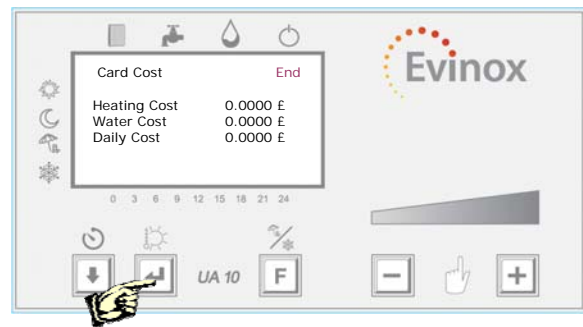 Evinox
Card Cost End
Heating Cost 0.0000 £
Water Cost 0.0000 £
Daily Cost 0.0000 £
0 3 6 9 12 15 18 21 24
UA 10 F